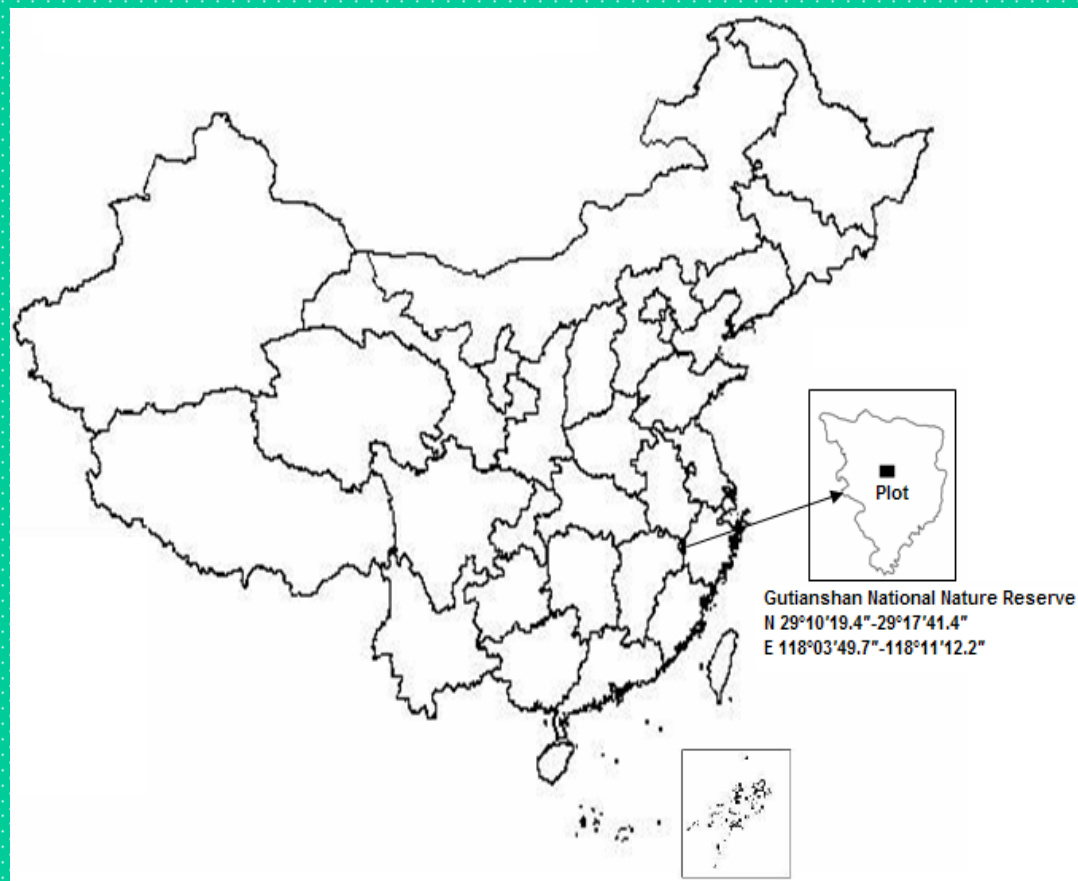 Plot
Gutianshan National Nature Reserve
N 29°10'19.4"-29°17'41.4"
E 118°03'49.7"-118°11'12.2"